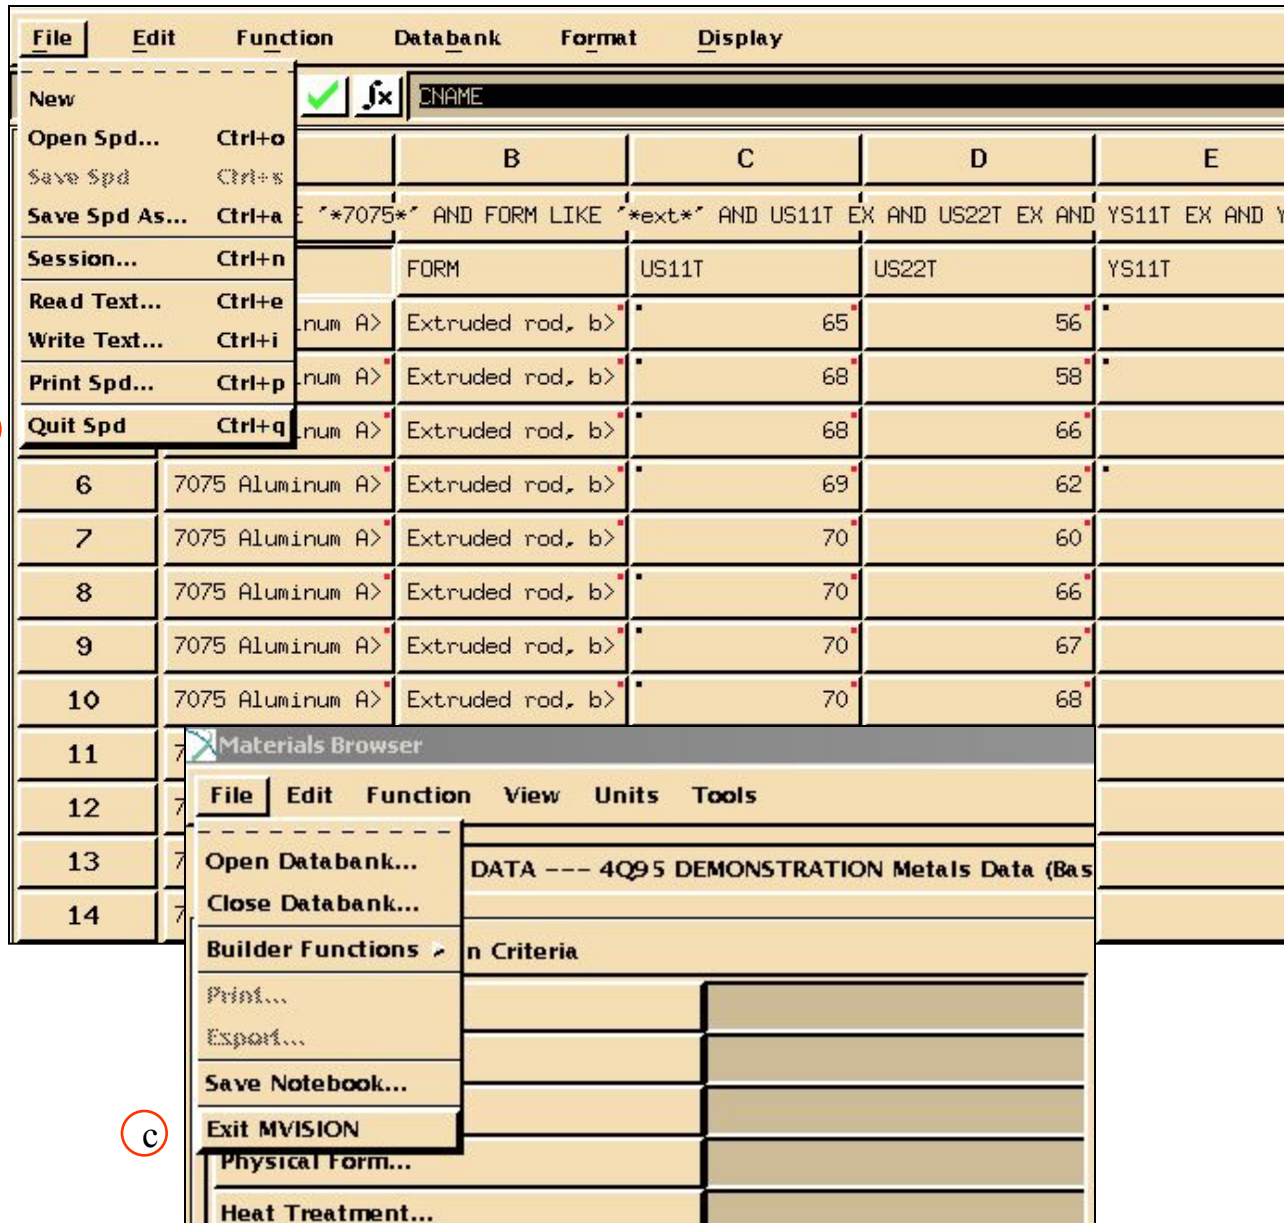 File Edit Function Databank Format Display
CNAME
New
Open Spd... Ctrl+o
Save Spd Ctrl+s
Save Spd As... Ctrl+a
Session... Ctrl+n
Read Text... Ctrl+e
Write Text... Ctrl+i
Print Spd... Ctrl+p
Quit Spd Ctrl+q
B C D E
E '*7075*' AND FORM LIKE '*ext*' AND US11T EX AND US22T EX AND YS11T EX AND Y
FORM US11T US22T YS11T
num A> Extruded rod, b> 65 56
num A> Extruded rod, b> 68 58
num A> Extruded rod, b> 68 66
6 7075 Aluminum A> Extruded rod, b> 69 62
7 7075 Aluminum A> Extruded rod, b> 70 60
8 7075 Aluminum A> Extruded rod, b> 70 66
9 7075 Aluminum A> Extruded rod, b> 70 67
10 7075 Aluminum A> Extruded rod, b> 70 68
11 7
12 7
13 7
14 7
Materials Browser
File Edit Function View Units Tools
Open Databank...
Close Databank...
Builder Functions
Print...
Export...
Save Notebook...
Exit MVISION
DATA --- 4Q95 DEMONSTRATION Metals Data (Bas
n Criteria
Physical Form...
Heat Treatment...
c